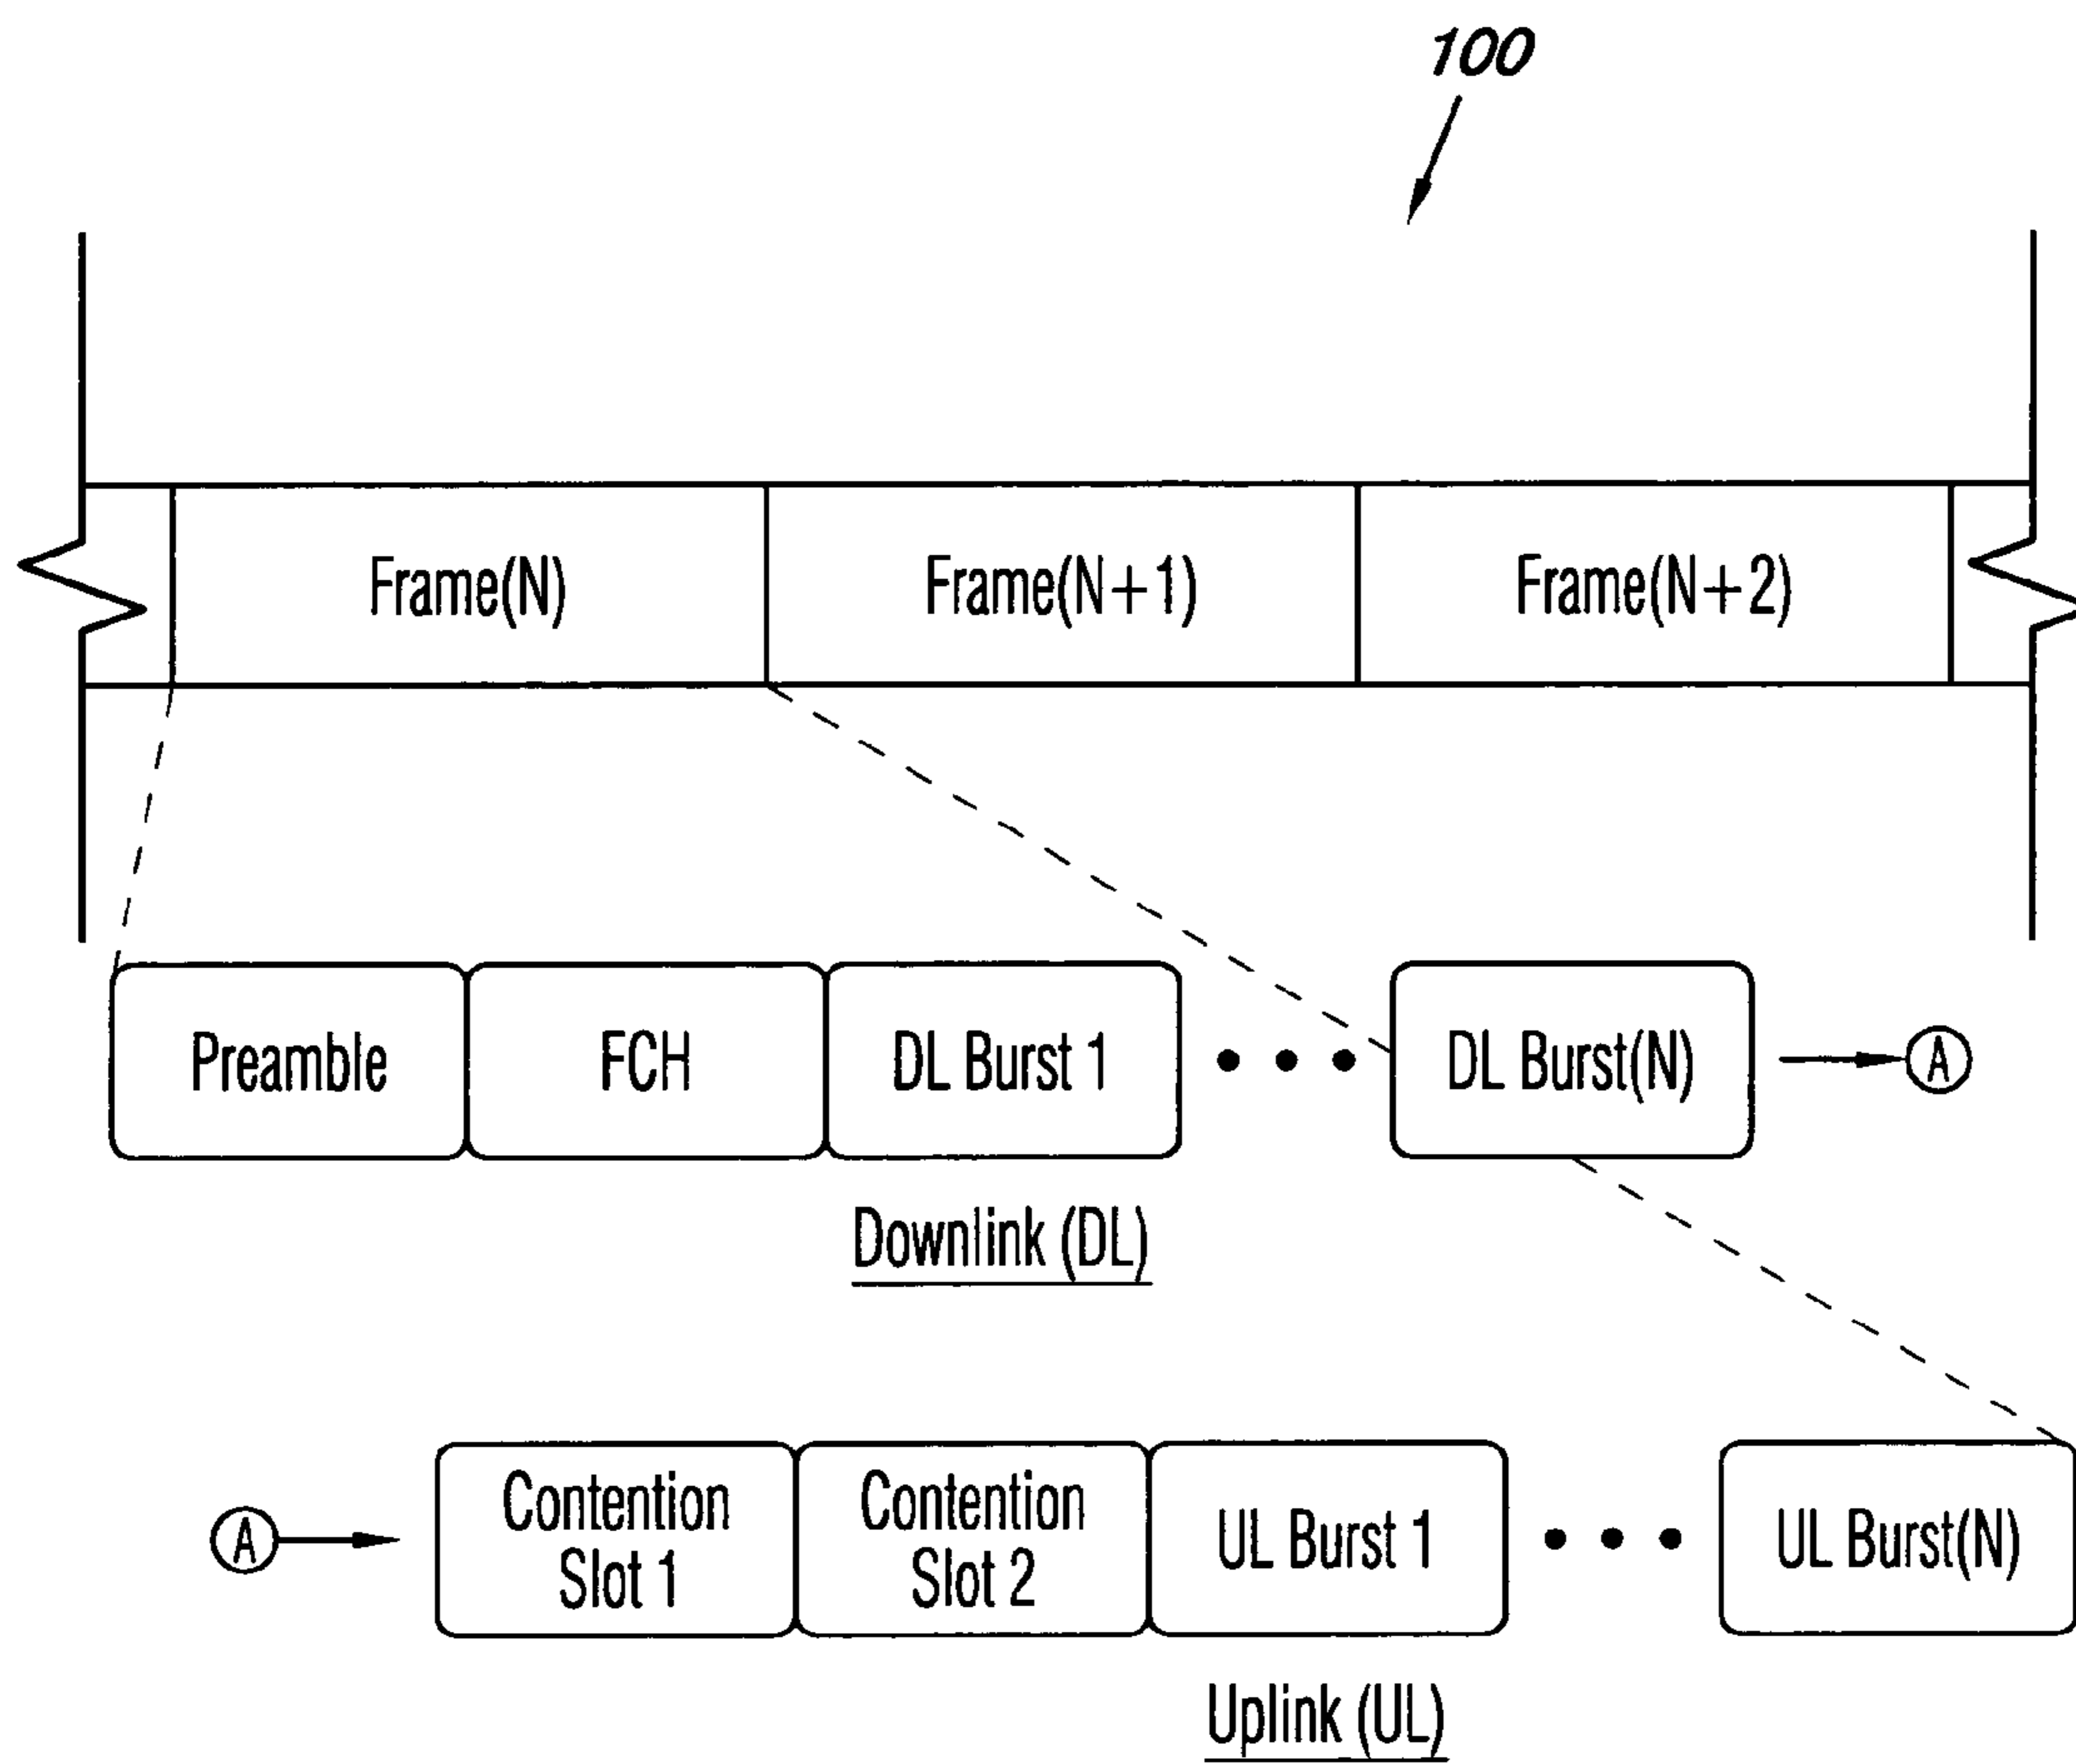 100
Frame(N) Frame(N+1) Frame(N+2)
Preamble FCH DL Burst 1 DL Burst(N) A
Downlink (DL)
A Contention Slot 1 Contention Slot 2 UL Burst 1 UL Burst(N)
Uplink (UL)